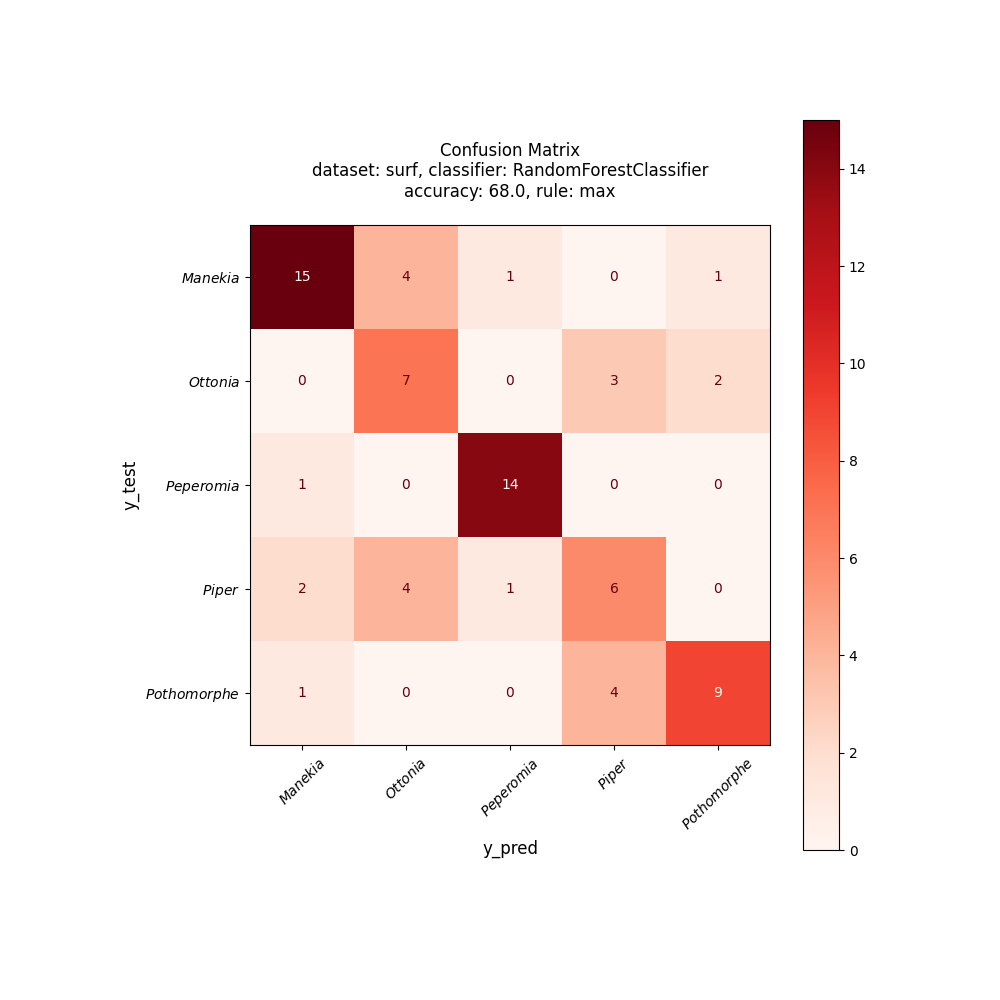 Confusion Matrix
dataset: surf, classifier: RandomForestClassifier
accuracy: 68.0, rule: max
Manekia 15 4 1 0 1
Ottonia 0 7 0 3 2
Peperomia 1 0 14 0 0
Piper 2 4 1 6 0
Pothomorphe 1 0 0 4 9
y_test
Manekia Ottonia Peperomia Piper Pothomorphe
y_pred
14
12
10
8
6
4
2
0